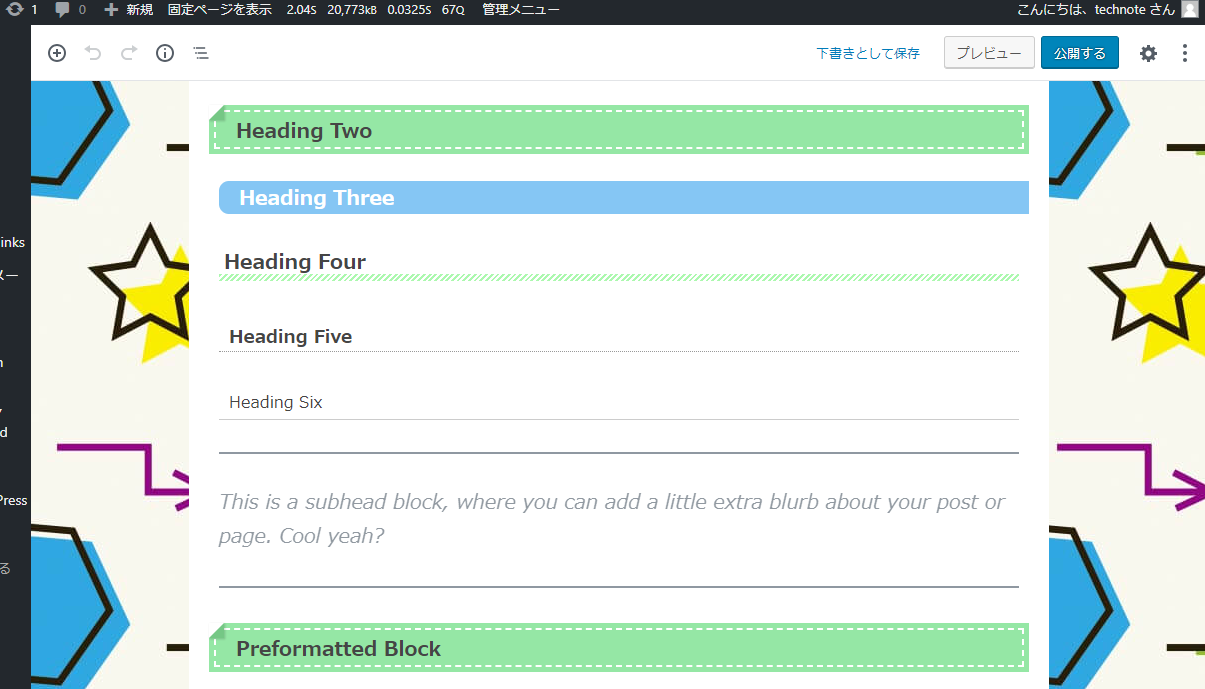 1 0 新規 固定ページを表示 2.04S 20,773KB 0.0325S 67Q 管理メニュー こんにちは、technote さん
下書きとして保存 プレビュー 公開する
Heading Two
Heading Three
inks
Heading Four
メー
Heading Five
n
Heading Six
y
d
This is a subhead block, where you can add a little extra blurb about your post or
Press
page. Cool yeah?
る
Preformatted Block